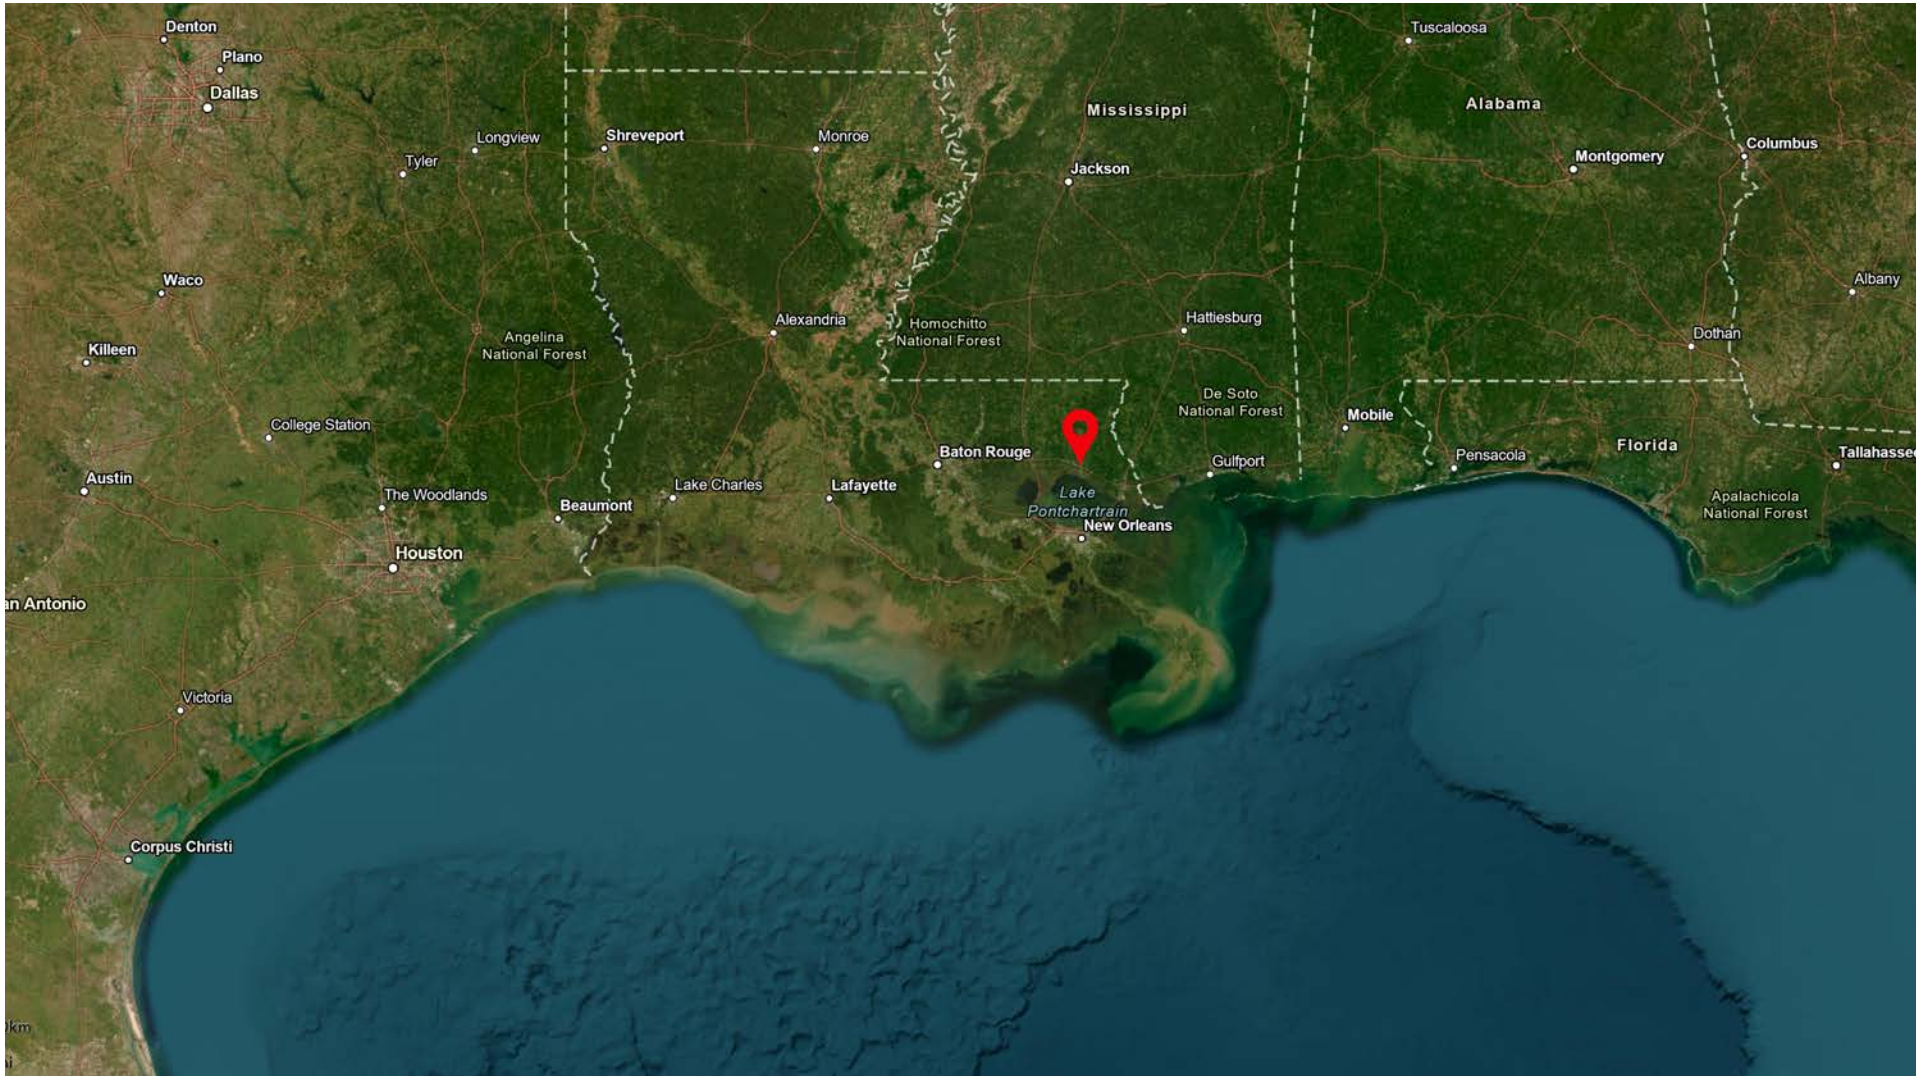 Denton
Plano
Dallas
Tuscaloosa
Mississippi
Alabama
Longview
Shreveport
Monroe
Tyler
Jackson
Montgomery
Columbus
Waco
Albany
Alexandria
Homochitto
National Forest
Hattiesburg
Angelina
National Forest
Dothan
Killeen
De Soto
National Forest
College Station
Mobile
Baton Rouge
Gulfport
Pensacola
Florida
Tallahassee
Austin
The Woodlands
Lake Charles
Lafayette
Lake
Pontchartrain
Apalachicola
National Forest
Beaumont
New Orleans
Houston
an Antonio
Victoria
Corpus Christi
km